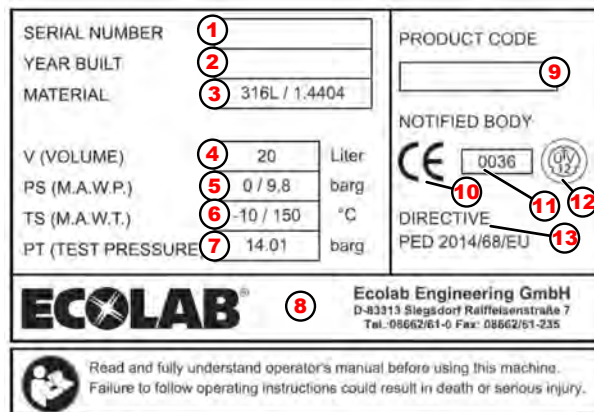 SERIAL NUMBER 1
YEAR BUILT 2
MATERIAL 3 316L / 1.4404
V (VOLUME) 4 20 Liter
PS (M.A.W.P.) 5 0 / 9,8 barg
TS (M.A.W.T.) 6 -10 / 150 °C
PT (TEST PRESSURE) 7 14.01 barg
PRODUCT CODE
9
NOTIFIED BODY
CE 0036
10 11 12
DIRECTIVE 13
PED 2014/68/EU
ECOLAB® 8
Ecolab Engineering GmbH
D-83313 Siegsdorf Raiffeisenstraße 7
Tel.:08662/61-0 Fax: 08662/61-235
Read and fully understand operator's manual before using this machine.
Failure to follow operating instructions could result in death or serious injury.